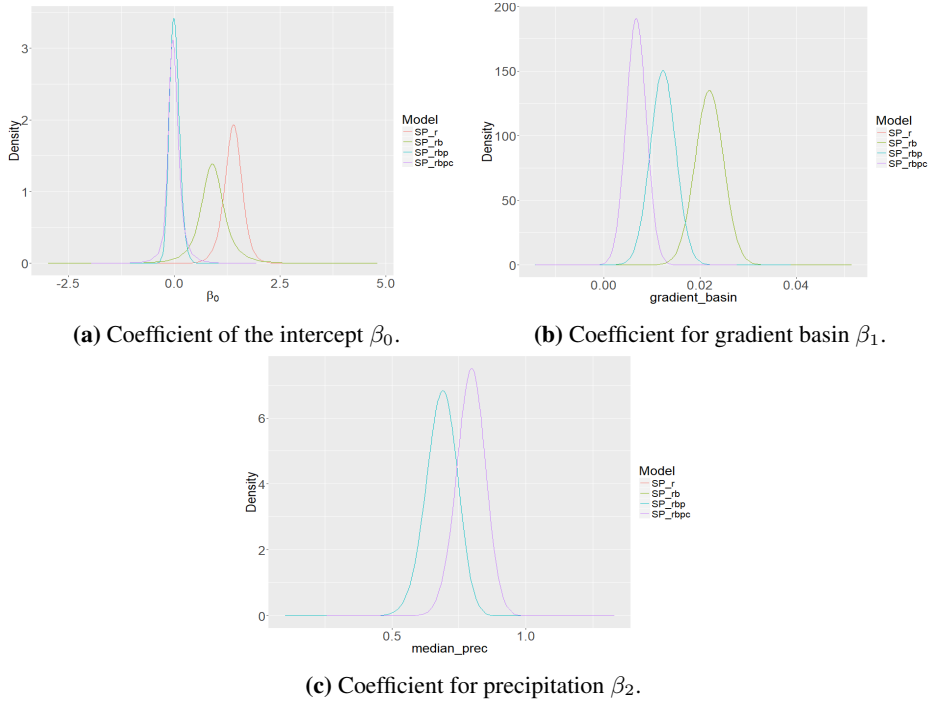 3
2
1
0
Density
-2.5
0.0
2.5
5.0
β₀
Model
SP_r
SP_rb
SP_rbp
SP_rbpc
(a) Coefficient of the intercept β₀.
200
150
100
50
0
Density
0.00
0.02
0.04
gradient_basin
Model
SP_r
SP_rb
SP_rbp
SP_rbpc
(b) Coefficient for gradient basin β₁.
6
4
2
0
Density
0.5
1.0
median_prec
Model
SP_r
SP_rb
SP_rbp
SP_rbpc
(c) Coefficient for precipitation β₂.